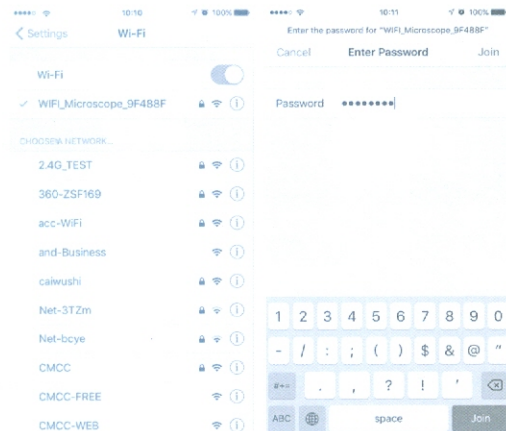 10:10
100%
Settings
Wi-Fi
Wi-Fi
WIFI_Microscope_9F488F
2.4G_TEST
360-ZSF169
acc-WiFi
and-Business
caiwushi
Net-3TZm
Net-bcye
CMCC
CMCC-FREE
CMCC-WEB
10:11
100%
Enter the password for "WIFI_Microscope_9F488F"
Cancel
Enter Password
Join
Password ••••••••
1 2 3 4 5 6 7 8 9 0
- / : ; ( ) $ & @ "
#+= . , ? ! '
ABC space Join